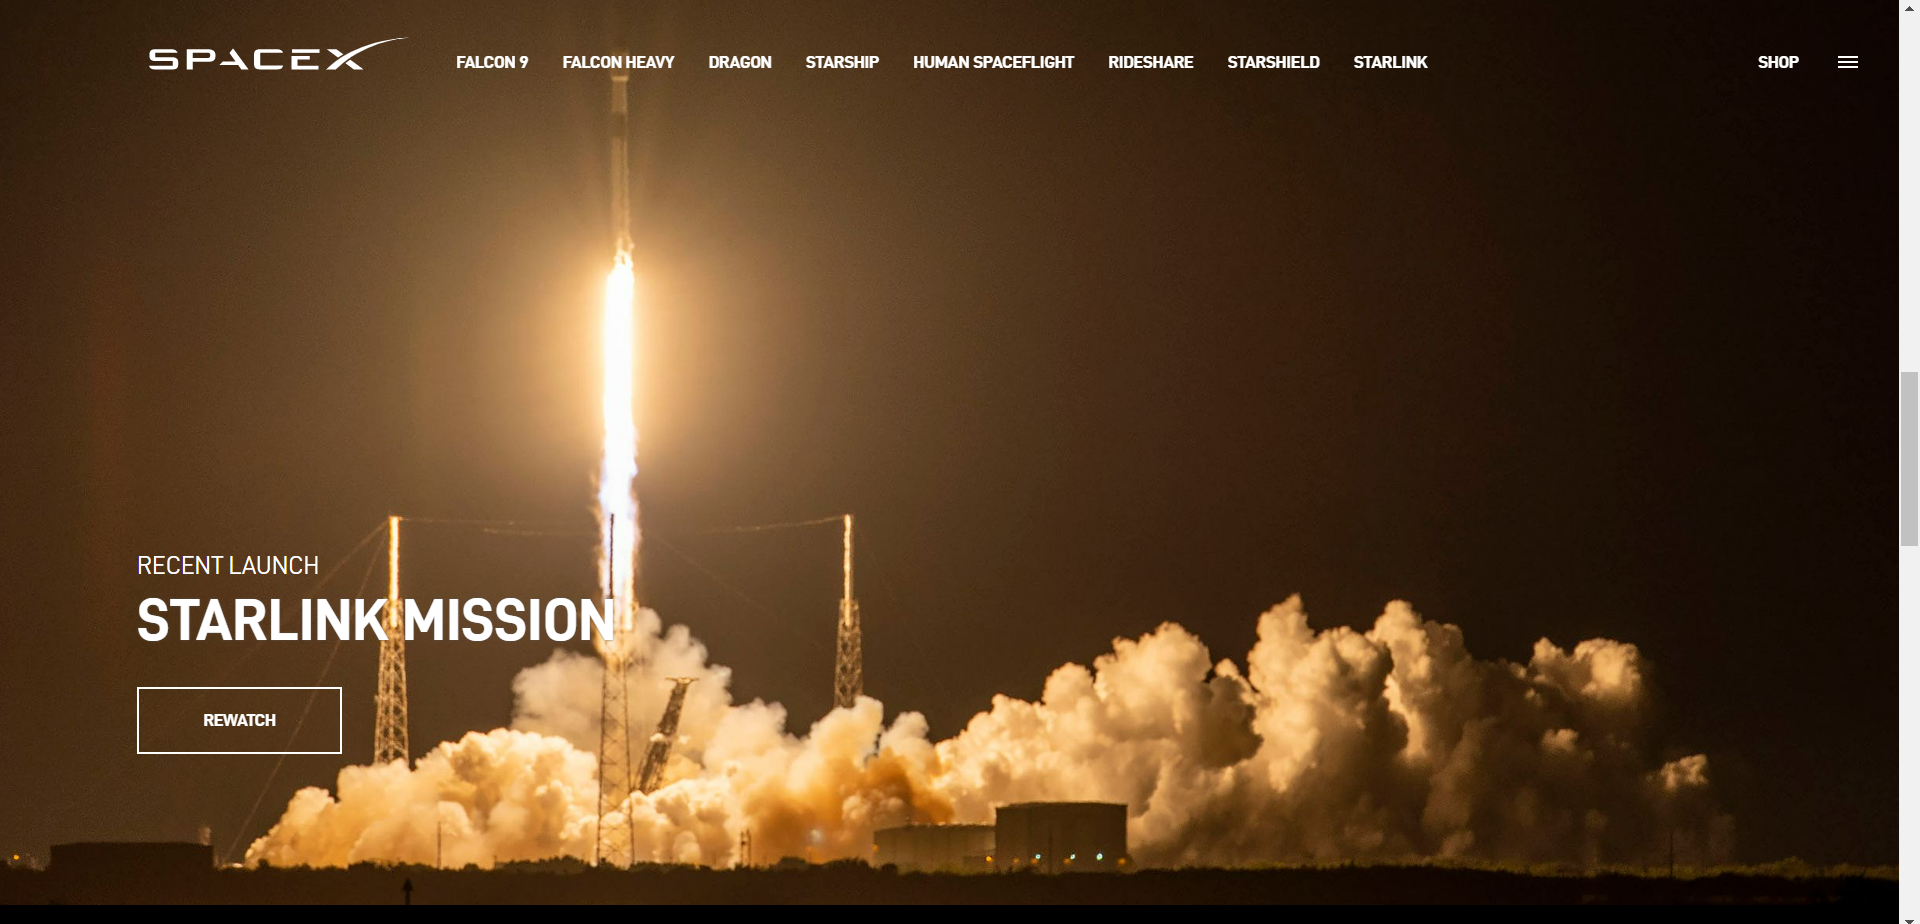 SPACEX
FALCON 9 FALCON HEAVY DRAGON STARSHIP HUMAN SPACEFLIGHT RIDESHARE STARSHIELD STARLINK SHOP
RECENT LAUNCH
STARLINK MISSION
REWATCH